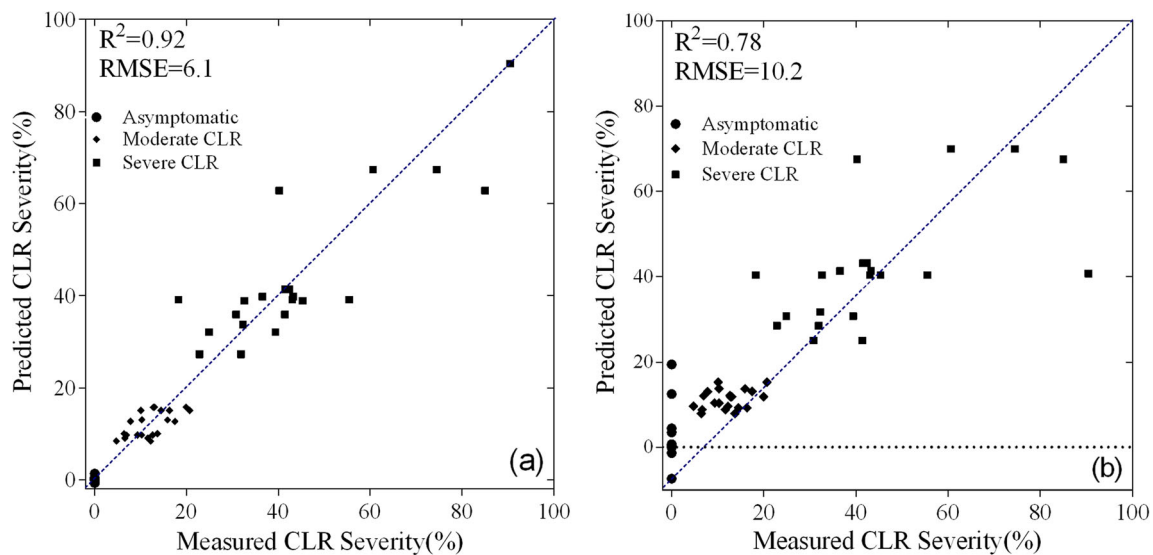 R²=0.92
RMSE=6.1
Asymptomatic
Moderate CLR
Severe CLR
Predicted CLR Severity(%)
100
80
60
40
20
0
0 20 40 60 80 100
Measured CLR Severity(%)
(a)
R²=0.78
RMSE=10.2
Asymptomatic
Moderate CLR
Severe CLR
Predicted CLR Severity(%)
100
80
60
40
20
0
0 20 40 60 80 100
Measured CLR Severity(%)
(b)